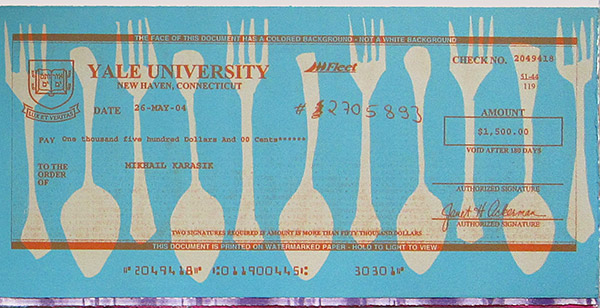 THE FACE OF THIS DOCUMENT HAS A COLORED BACKGROUND - NOT A WHITE BACKGROUND
YALE UNIVERSITY
NEW HAVEN, CONNECTICUT
Fleet
CHECK NO. 2049418
51-44
119
DATE 26-MAY-04
# 2705893
AMOUNT
$1,500.00
VOID AFTER 180 DAYS
PAY One thousand five hundred Dollars And 00 Cents******
TO THE ORDER OF
MIKHAIL KARASIK
AUTHORIZED SIGNATURE
Janet H Ackerman
AUTHORIZED SIGNATURE
TWO SIGNATURES REQUIRED IF AMOUNT IS MORE THAN FIFTY THOUSAND DOLLARS
THIS DOCUMENT IS PRINTED ON WATERMARKED PAPER - HOLD TO LIGHT TO VIEW
⑈2049418⑈ ⑆011900445⑆ 30301⑈
LUX ET VERITAS